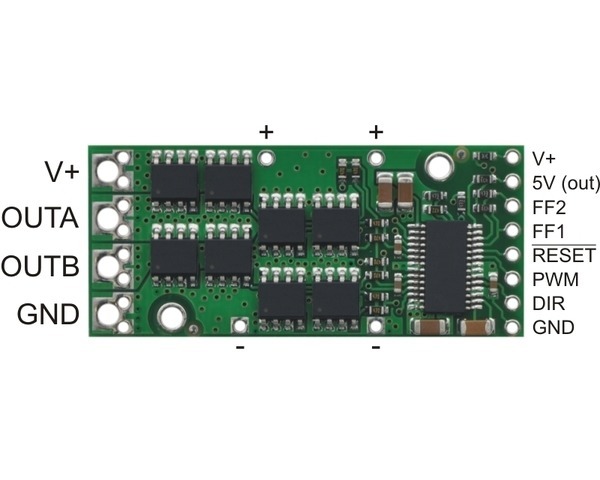 + +
V+
OUTA
OUTB
GND
- -
V+
5V (out)
FF2
FF1
RESET
PWM
DIR
GND